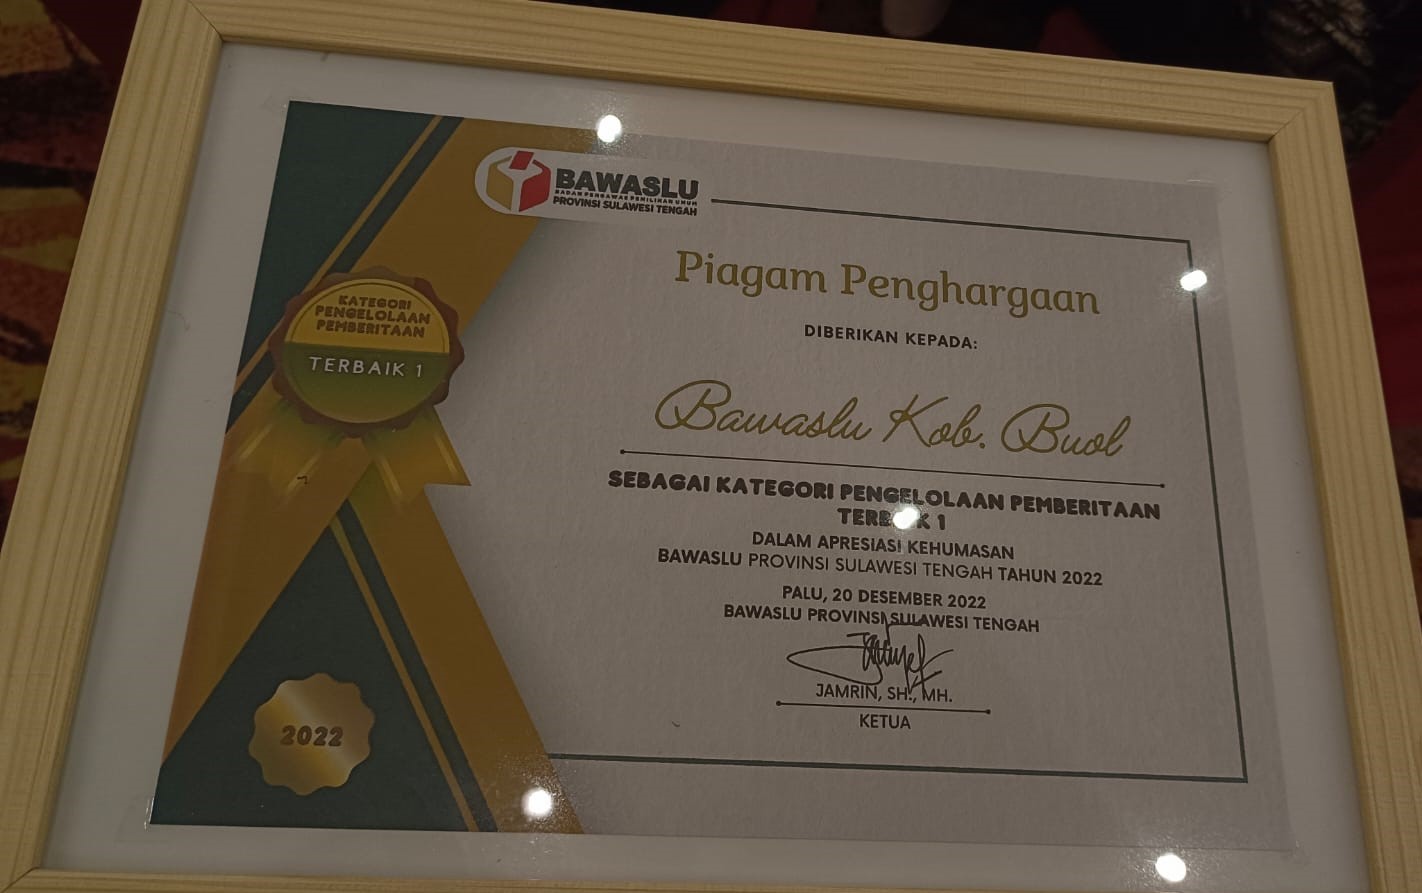 BAWASLU
BADAN PENGAWAS PEMILIHAN UMUM
PROVINSI SULAWESI TENGAH
Piagam Penghargaan
DIBERIKAN KEPADA:
KATEGORI
PENGELOLAAN
PEMBERITAAN
TERBAIK 1
Bawaslu Kab. Buol
SEBAGAI KATEGORI PENGELOLAAN PEMBERITAAN
TERBAIK 1
DALAM APRESIASI KEHUMASAN
BAWASLU PROVINSI SULAWESI TENGAH TAHUN 2022
PALU, 20 DESEMBER 2022
BAWASLU PROVINSI SULAWESI TENGAH
JAMRIN, SH., MH.
KETUA
2022